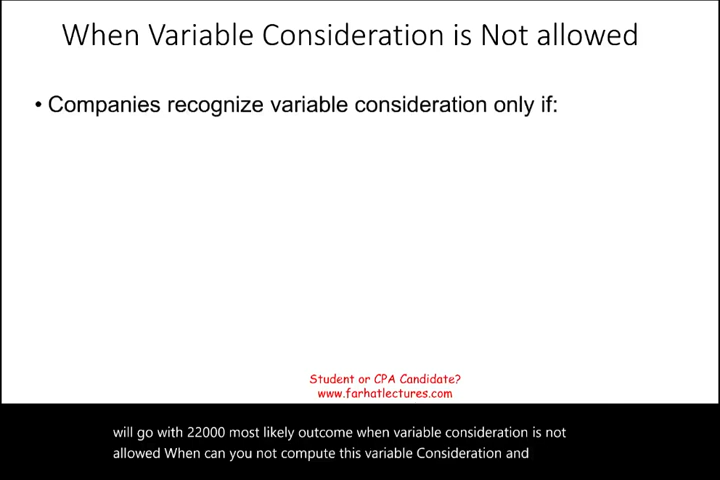 When Variable Consideration is Not allowed
• Companies recognize variable consideration only if:
Student or CPA Candidate?
www.farhatlectures.com
will go with 22000 most likely outcome when variable consideration is not
allowed When can you not compute this variable Consideration and